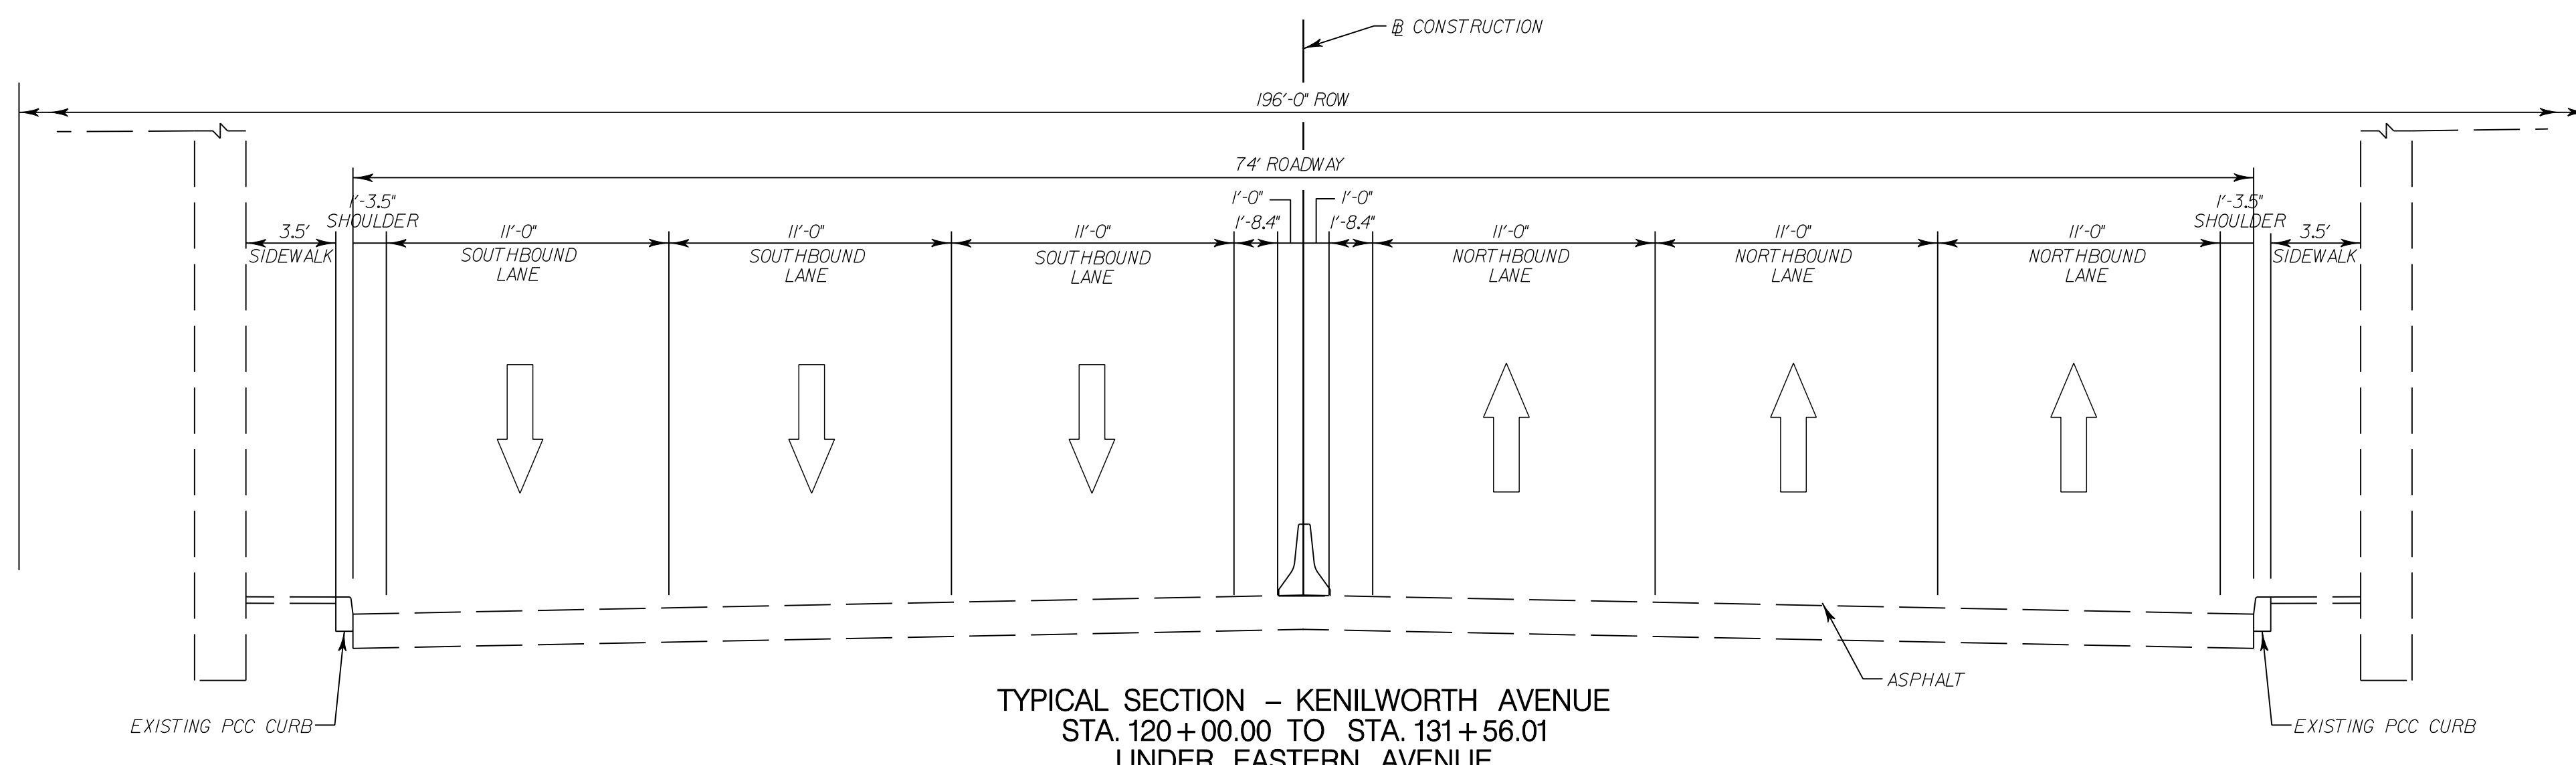 ℄ CONSTRUCTION
196'-0" ROW
74' ROADWAY
1'-3.5"
SHOULDER
1'-0"
1'-0"
1'-3.5"
SHOULDER
3.5'
SIDEWALK
11'-0"
SOUTHBOUND
LANE
11'-0"
SOUTHBOUND
LANE
11'-0"
SOUTHBOUND
LANE
1'-8.4"
1'-8.4"
11'-0"
NORTHBOUND
LANE
11'-0"
NORTHBOUND
LANE
11'-0"
NORTHBOUND
LANE
3.5'
SIDEWALK
ASPHALT
EXISTING PCC CURB
EXISTING PCC CURB
TYPICAL SECTION – KENILWORTH AVENUE
STA. 120+00.00 TO STA. 131+56.01
UNDER EASTERN AVENUE